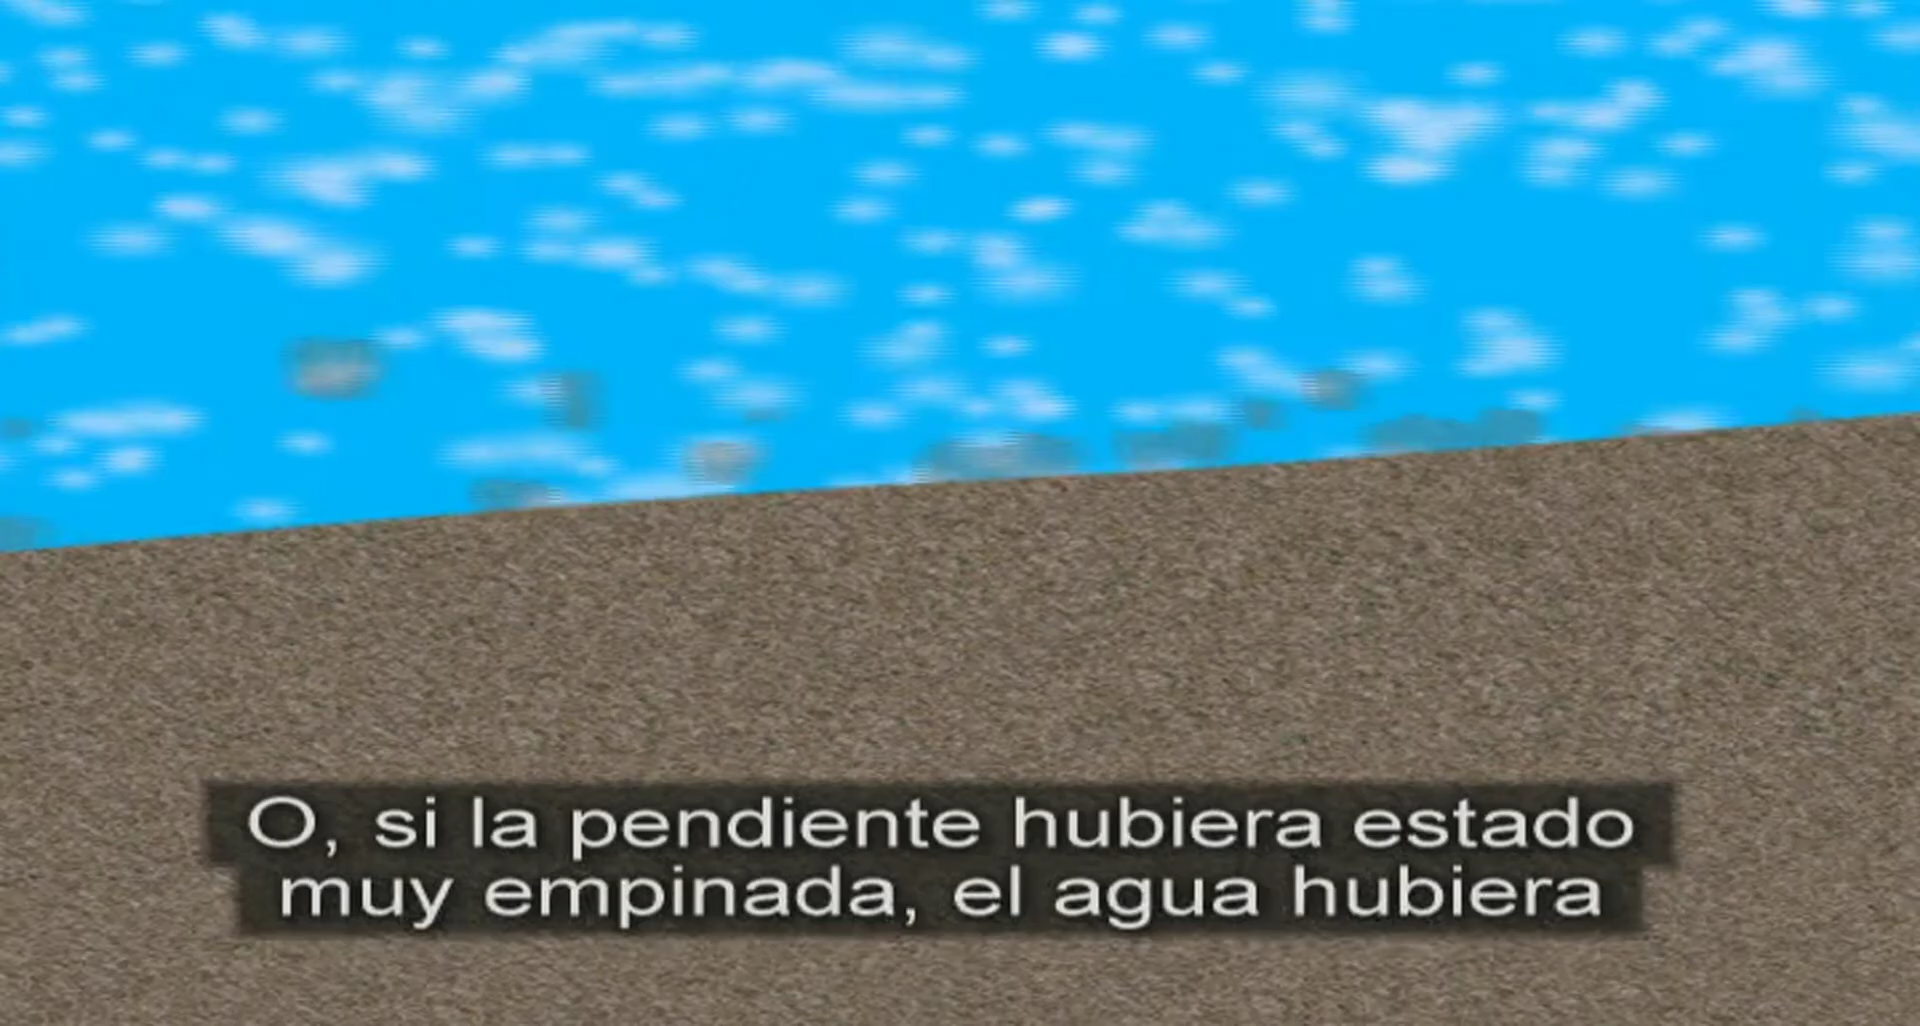 O, si la pendiente hubiera estado
muy empinada, el agua hubiera